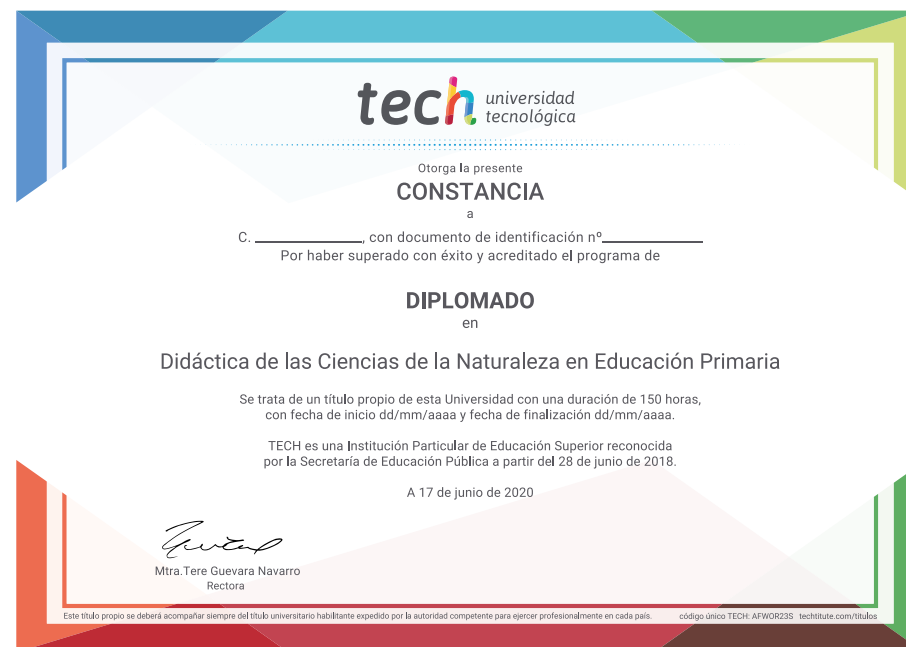 tech universidad
tecnológica
Otorga la presente
CONSTANCIA
a
C. ____________, con documento de identificación nº____________
Por haber superado con éxito y acreditado el programa de
DIPLOMADO
en
Didáctica de las Ciencias de la Naturaleza en Educación Primaria
Se trata de un título propio de esta Universidad con una duración de 150 horas,
con fecha de inicio dd/mm/aaaa y fecha de finalización dd/mm/aaaa.
TECH es una Institución Particular de Educación Superior reconocida
por la Secretaría de Educación Pública a partir del 28 de junio de 2018.
A 17 de junio de 2020
Mtra.Tere Guevara Navarro
Rectora
Este título propio se deberá acompañar siempre del título universitario habilitante expedido por la autoridad competente para ejercer profesionalmente en cada país. código único TECH: AFWOR23S techtitute.com/titulos